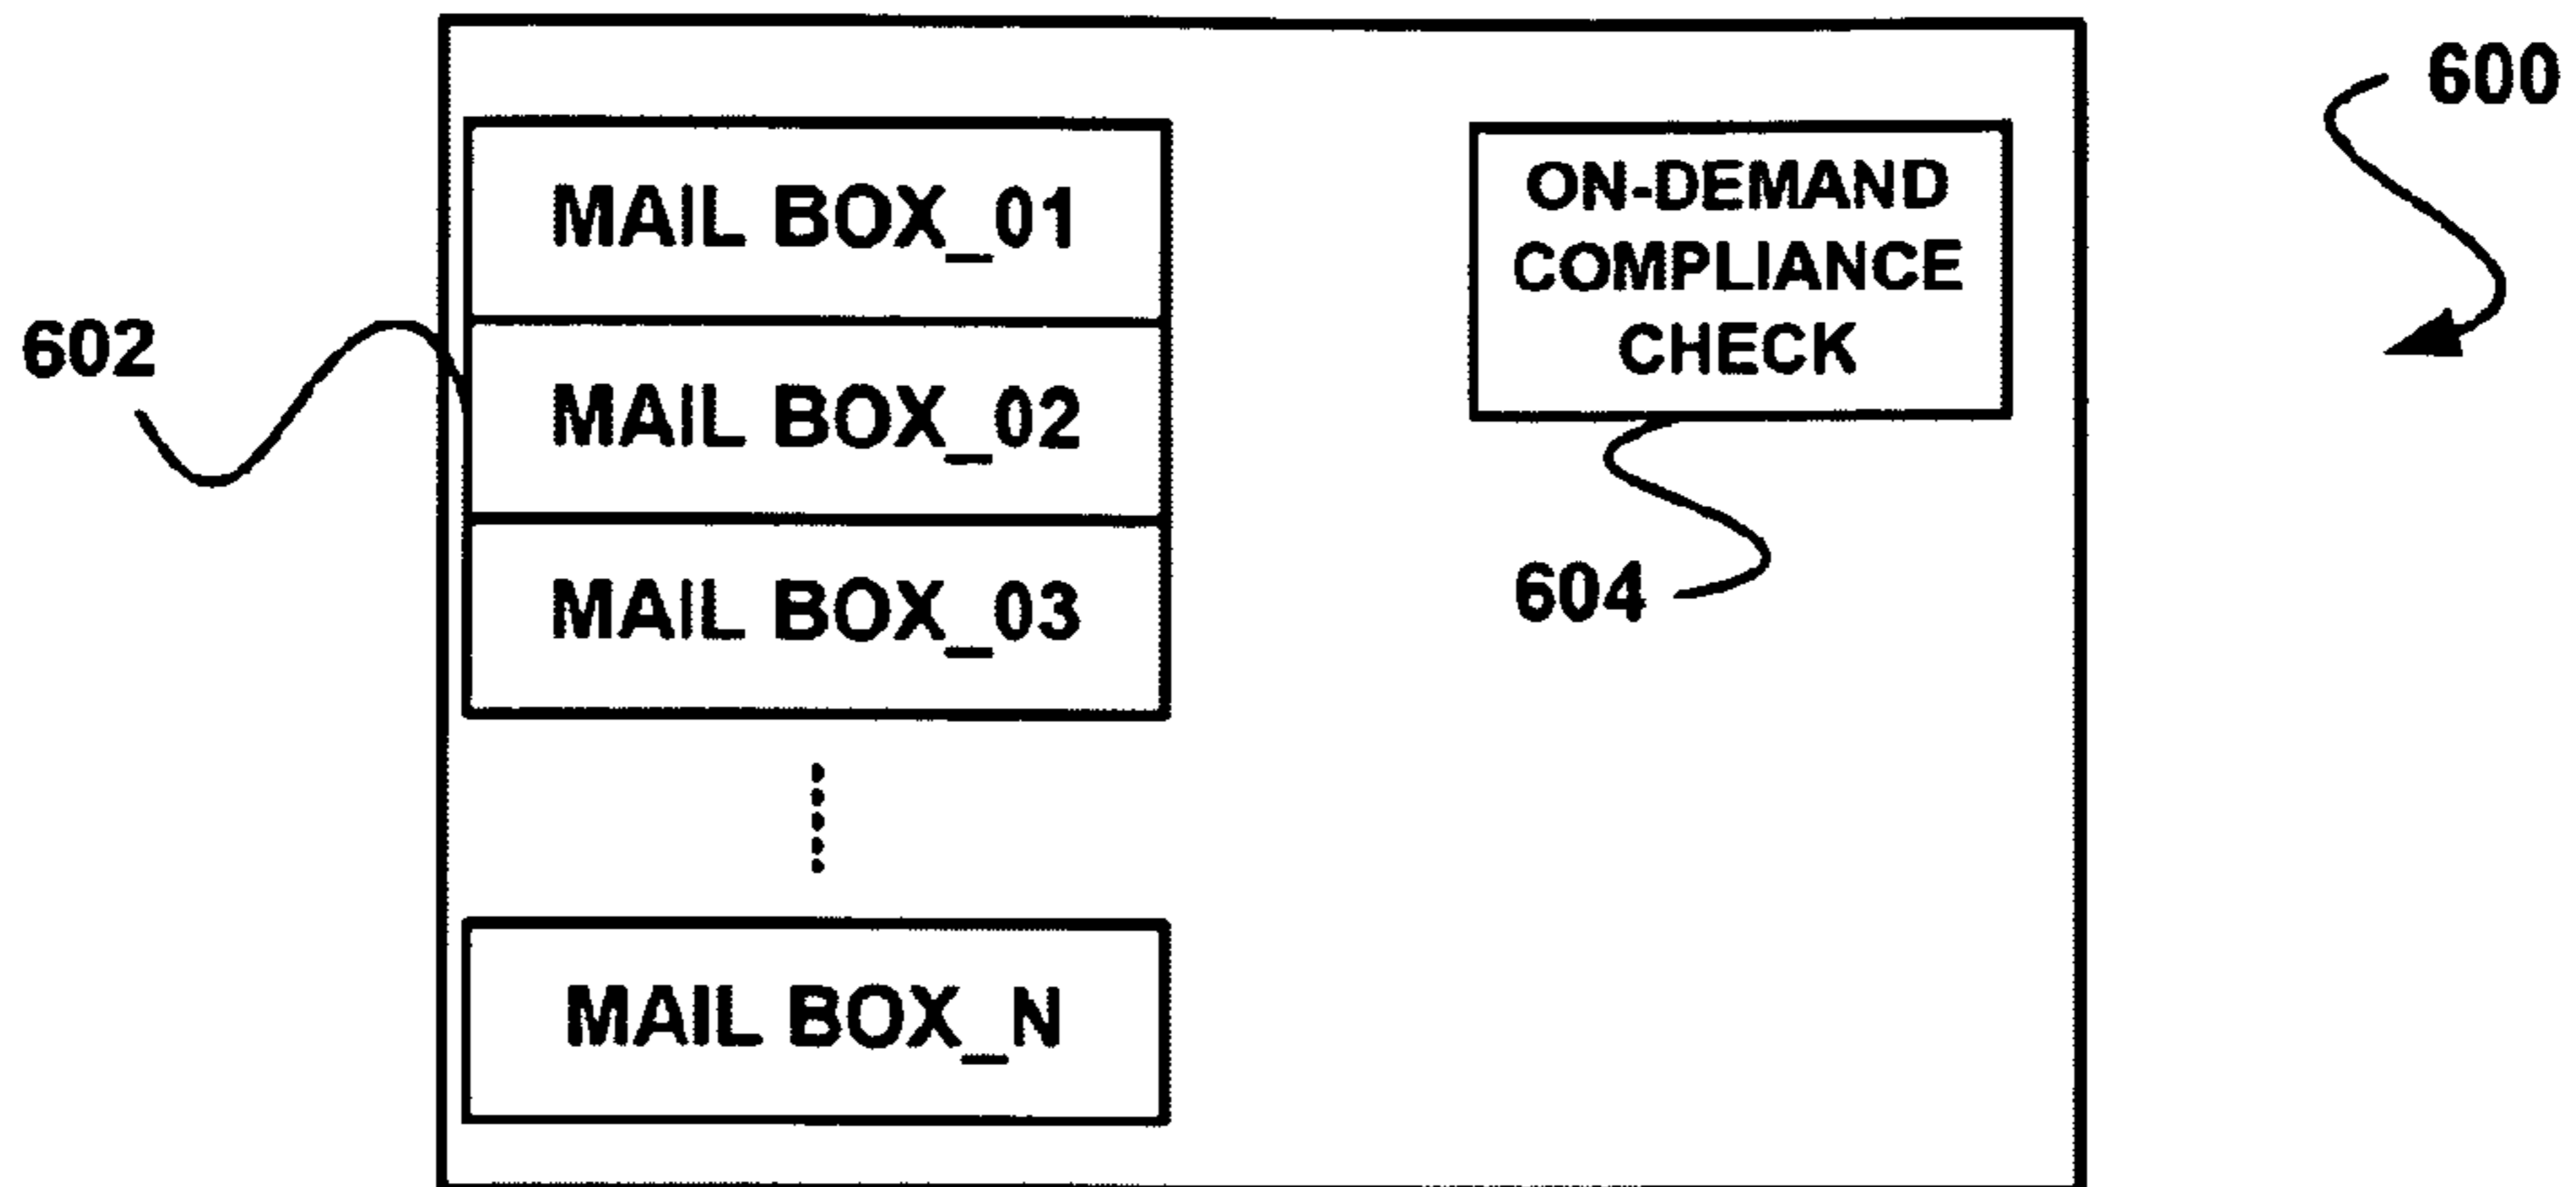 600
MAIL BOX_01
ON-DEMAND
COMPLIANCE
CHECK
602
MAIL BOX_02
MAIL BOX_03
604
MAIL BOX_N